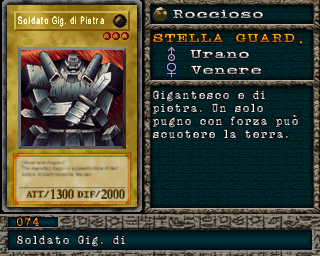 Soldato Gig. di Pietra
Roccioso
STELLA GUARD.
♂ Urano
♀ Venere
Gigantesco e di
pietra. Un solo
pugno con forza può
scuotere la terra.
ATT/1300 DIF/2000
074
Soldato Gig. di